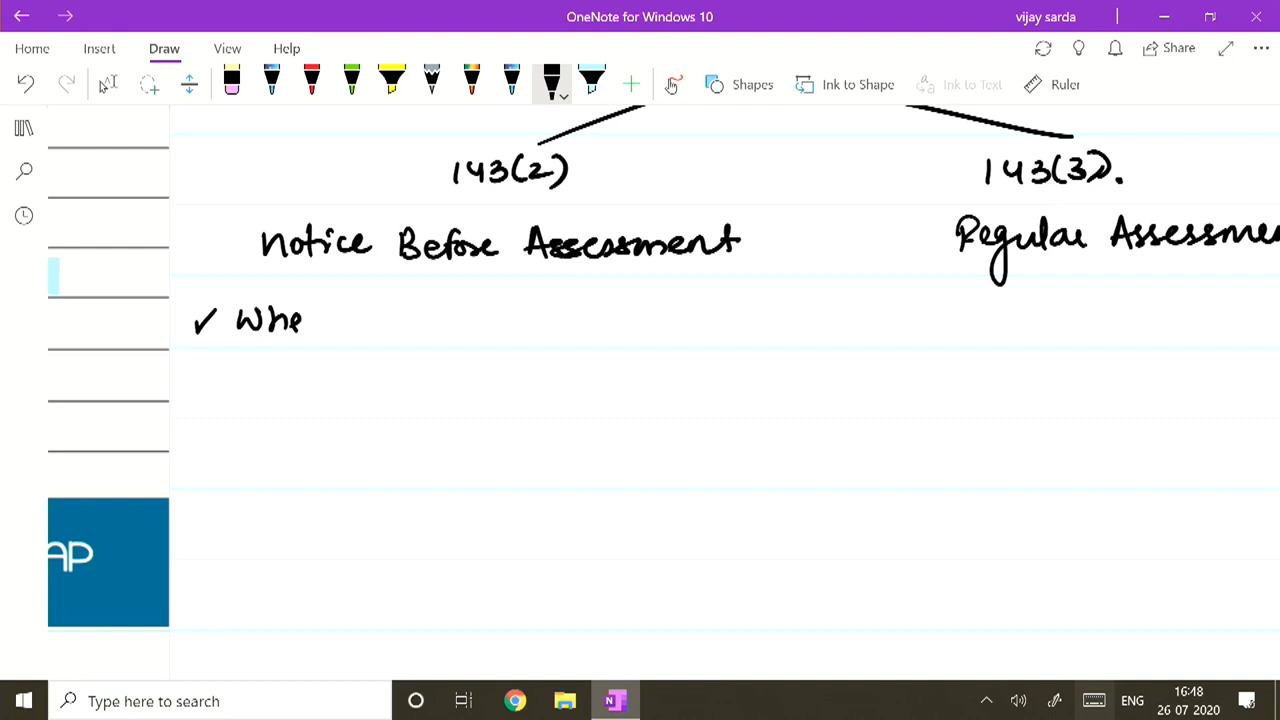 OneNote for Windows 10
vijay sarda
Home Insert Draw View Help
Share
Shapes
Ink to Shape
Ink to Text
Ruler
143(2)
143(3).
Notice Before Assessment
Regular Assessme
✓ Whe
AP
Type here to search
ENG
16:48
26-07-2020